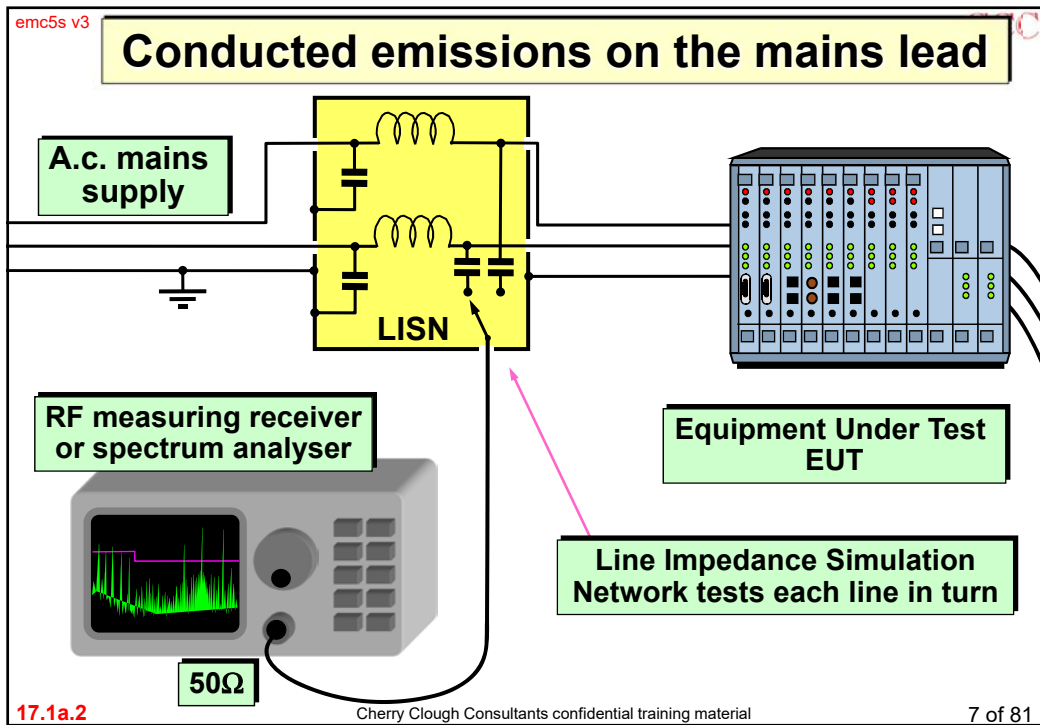 emc5s v3
Conducted emissions on the mains lead
A.c. mains
supply
LISN
RF measuring receiver
or spectrum analyser
Equipment Under Test
EUT
Line Impedance Simulation
Network tests each line in turn
50Ω
17.1a.2
Cherry Clough Consultants confidential training material
7 of 81